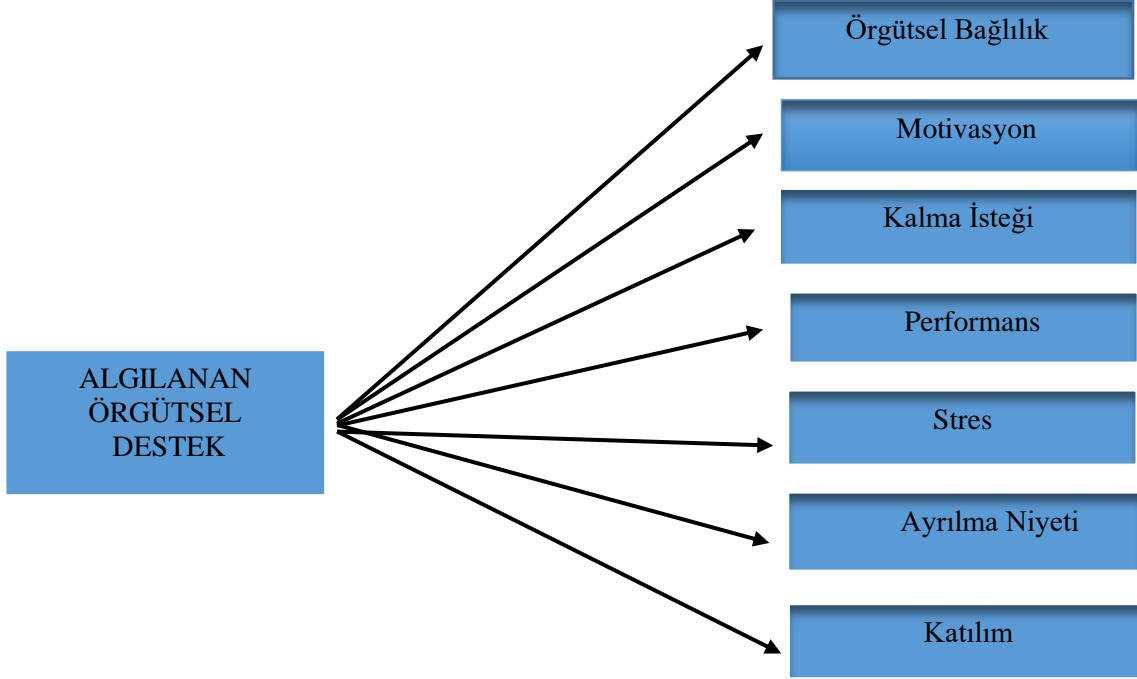 Örgütsel Bağlılık
Motivasyon
Kalma İsteği
Performans
ALGILANAN
ÖRGÜTSEL
DESTEK
Stres
Ayrılma Niyeti
Katılım